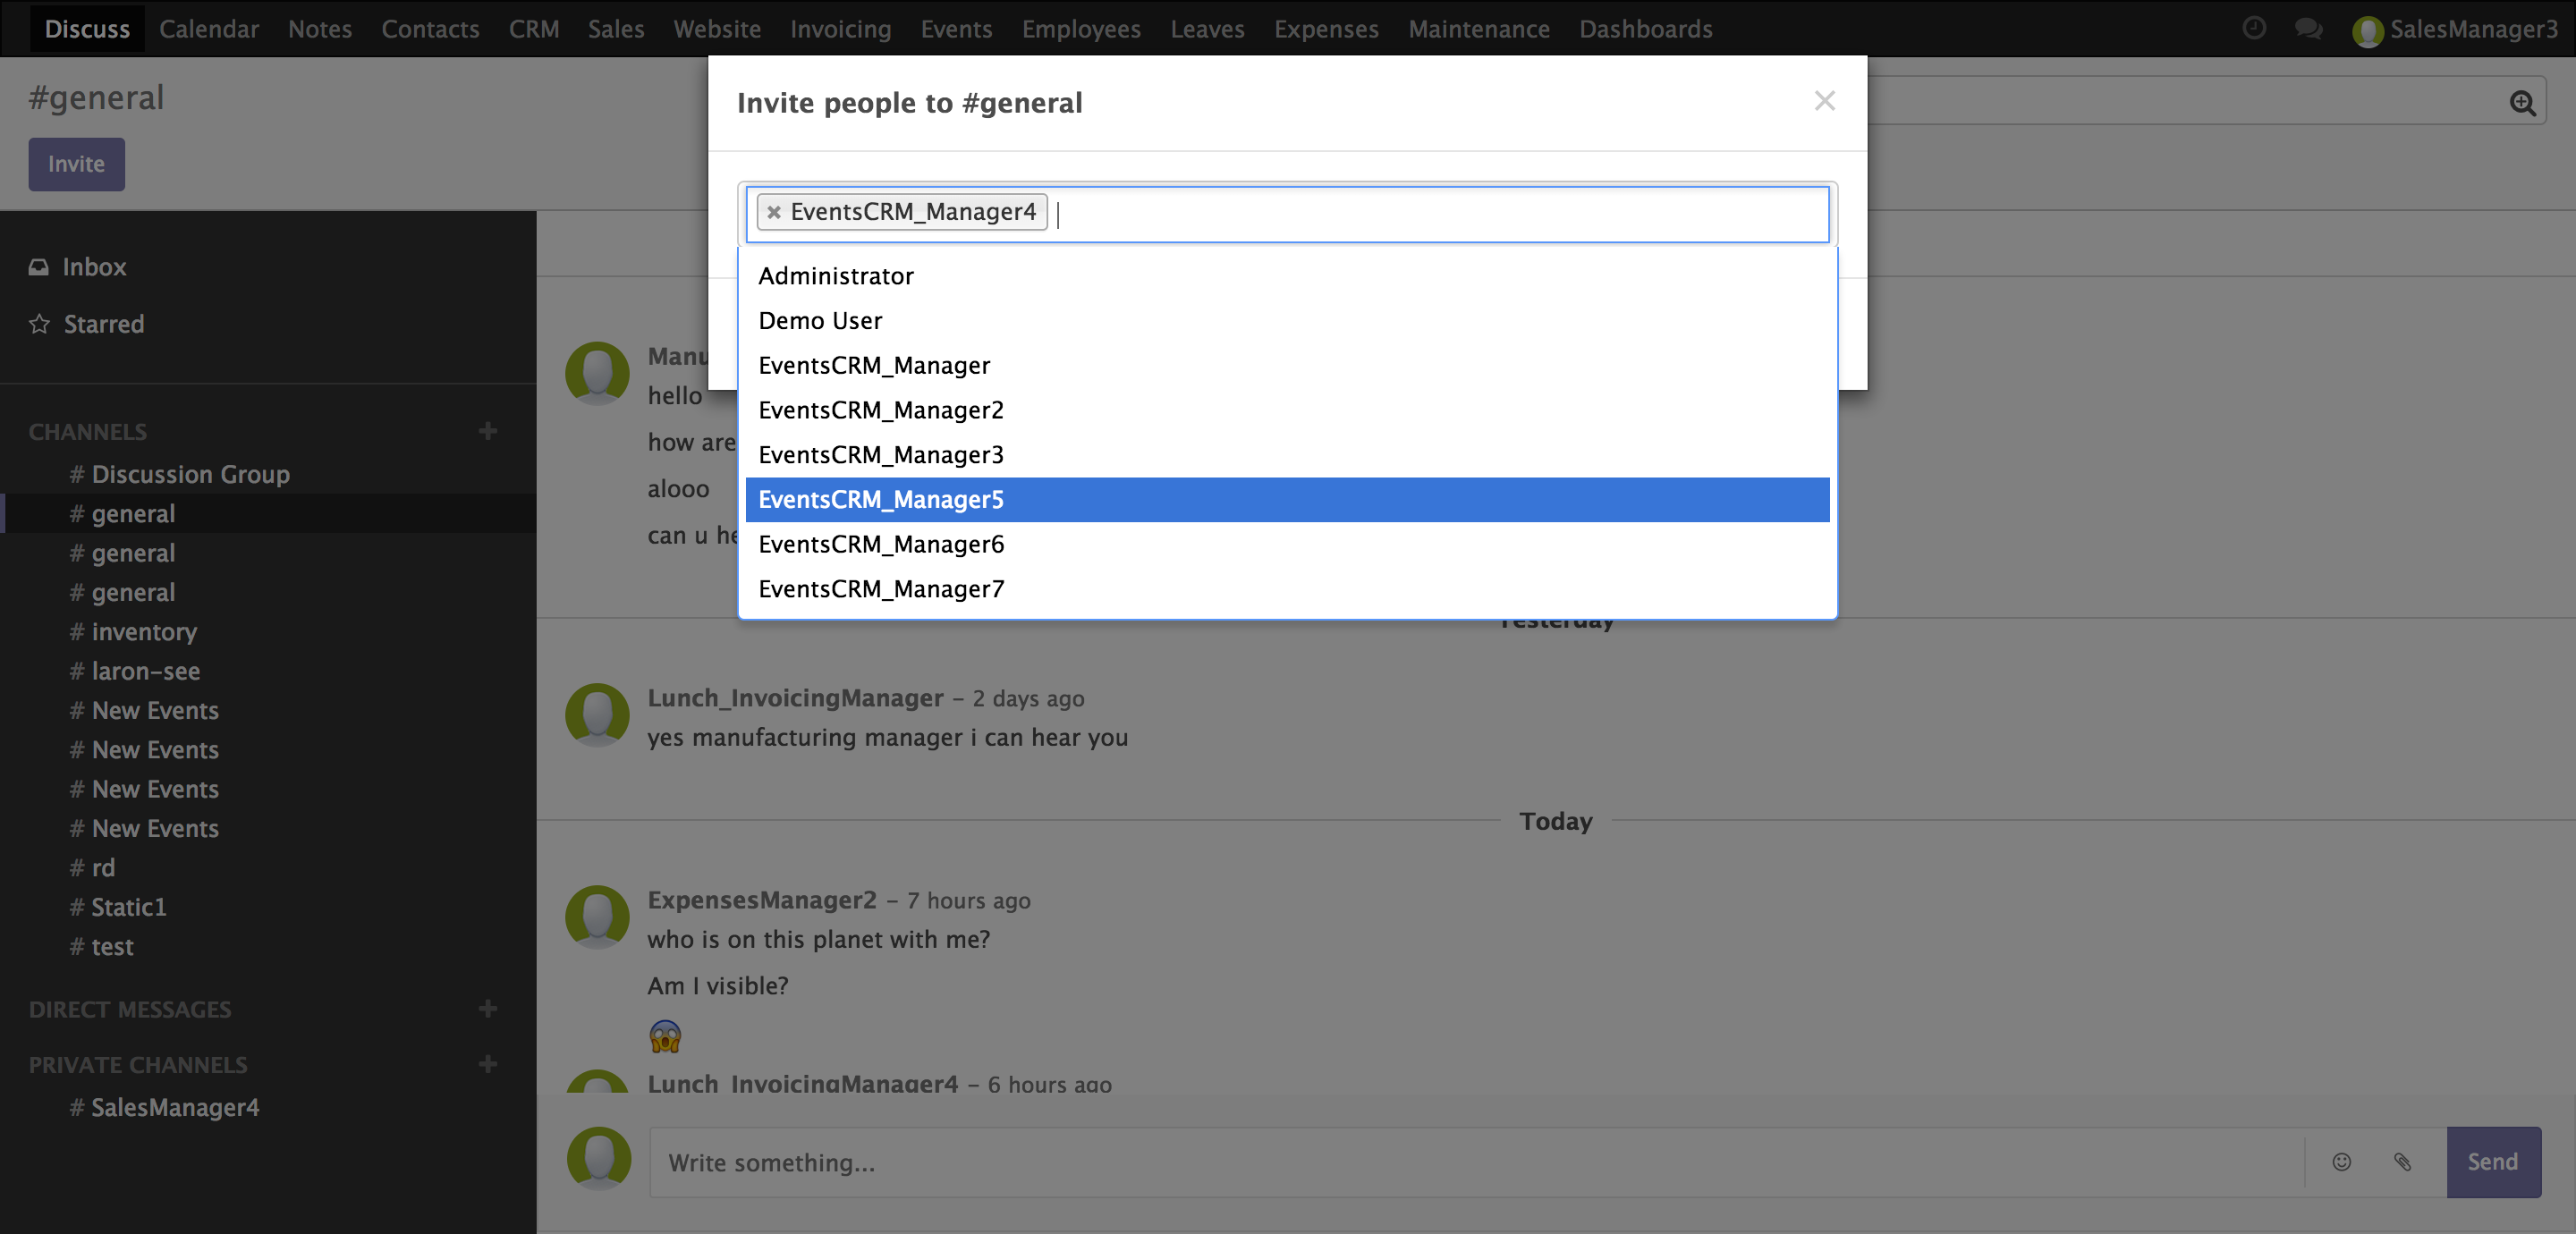 Discuss Calendar Notes Contacts CRM Sales Website Invoicing Events Employees Leaves Expenses Maintenance Dashboards SalesManager3
#general
Invite
Invite people to #general
EventsCRM_Manager4
Administrator
Demo User
EventsCRM_Manager
EventsCRM_Manager2
EventsCRM_Manager3
EventsCRM_Manager5
EventsCRM_Manager6
EventsCRM_Manager7
Inbox
Starred
CHANNELS
# Discussion Group
# general
# general
# general
# inventory
# laron-see
# New Events
# New Events
# New Events
# New Events
# rd
# Static1
# test
DIRECT MESSAGES
PRIVATE CHANNELS
# SalesManager4
hello
how are
alooo
can u
Yesterday
Lunch_InvoicingManager – 2 days ago
yes manufacturing manager i can hear you
Today
ExpensesManager2 – 7 hours ago
who is on this planet with me?
Am I visible?
Lunch_InvoicingManager4 – 6 hours ago
Write something...
Send